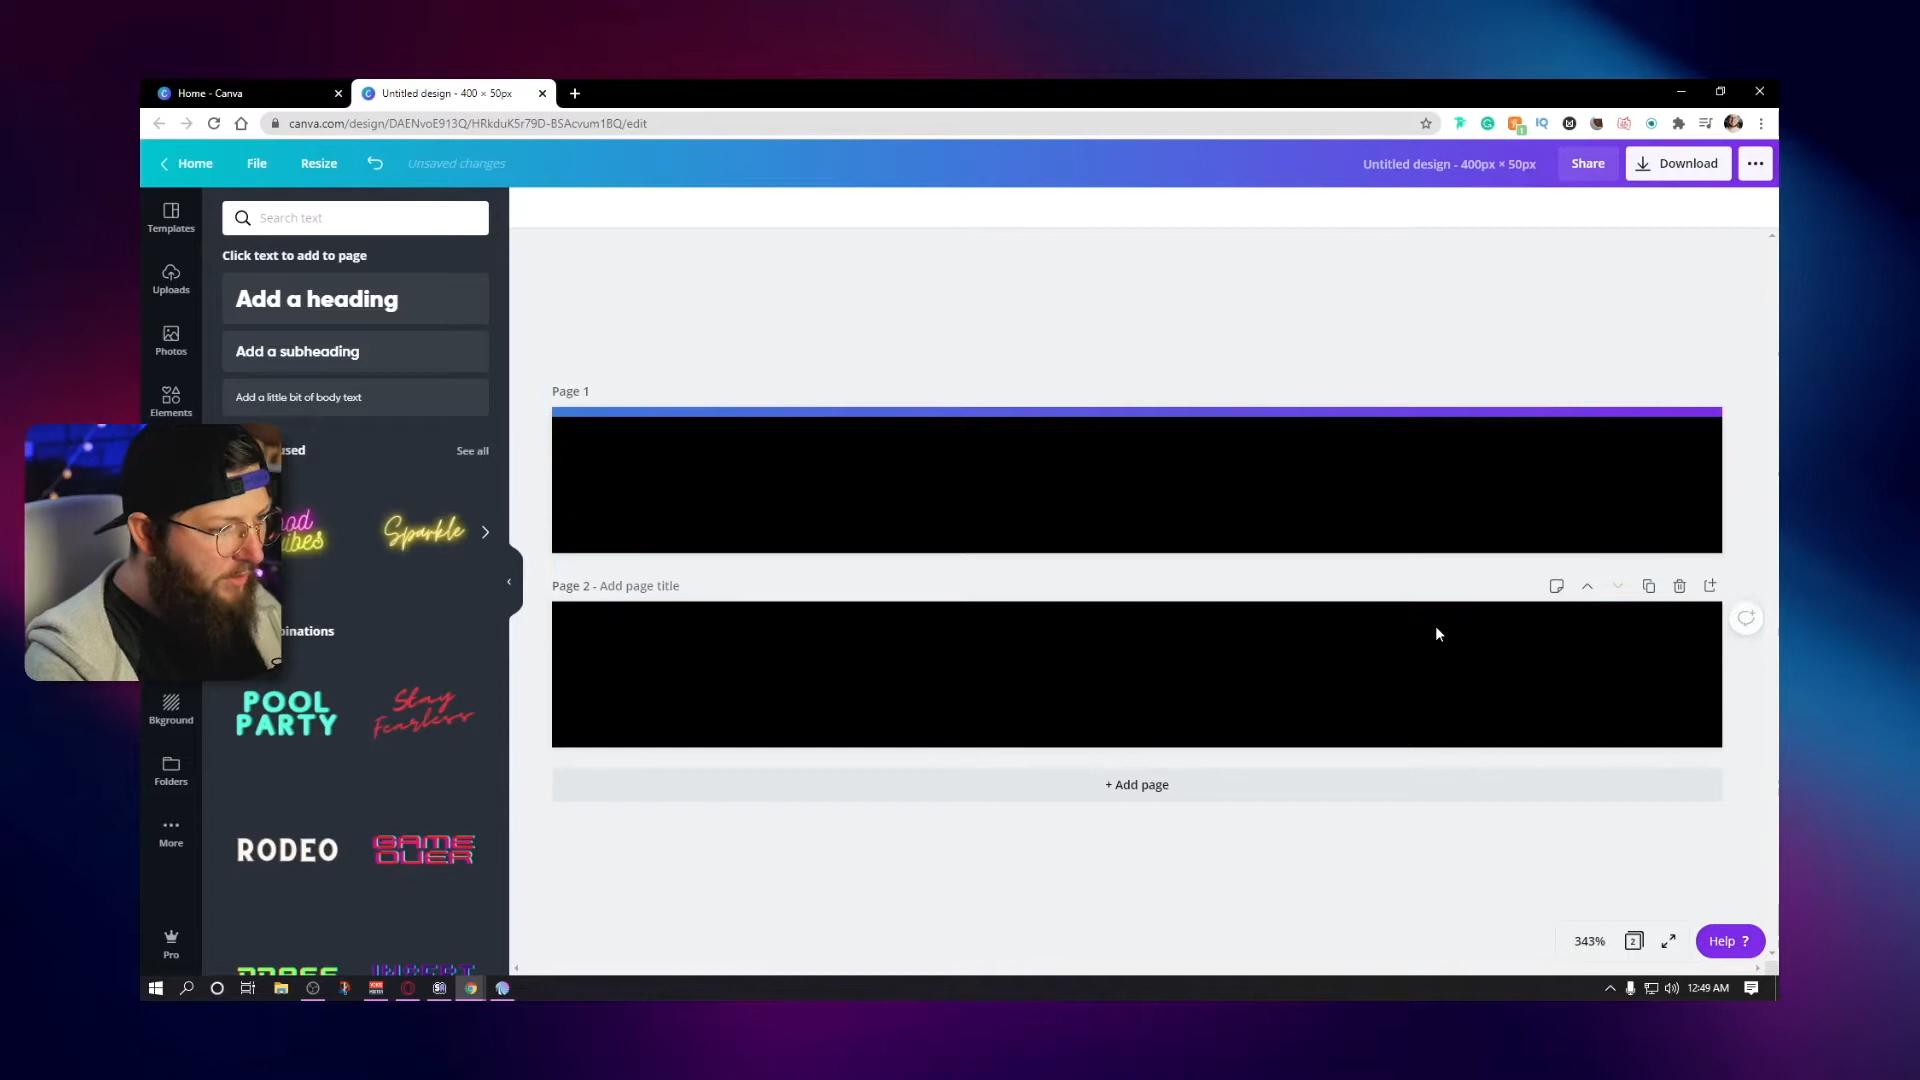 Home - Canva
Untitled design - 400 × 50px
canva.com/design/DAENvoE913Q/HRkduK5r79D-BSAcvum1BQ/edit
Home
File
Resize
Unsaved changes
Untitled design - 400px × 50px
Share
Download
Templates
Uploads
Photos
Elements
Bkground
Folders
More
Pro
Search text
Click text to add to page
Add a heading
Add a subheading
Add a little bit of body text
See all
Sparkle
POOL
PARTY
Stay
Fearless
RODEO
GAME
OVER
Page 1
Page 2 - Add page title
+ Add page
343%
2
Help ?
12:49 AM